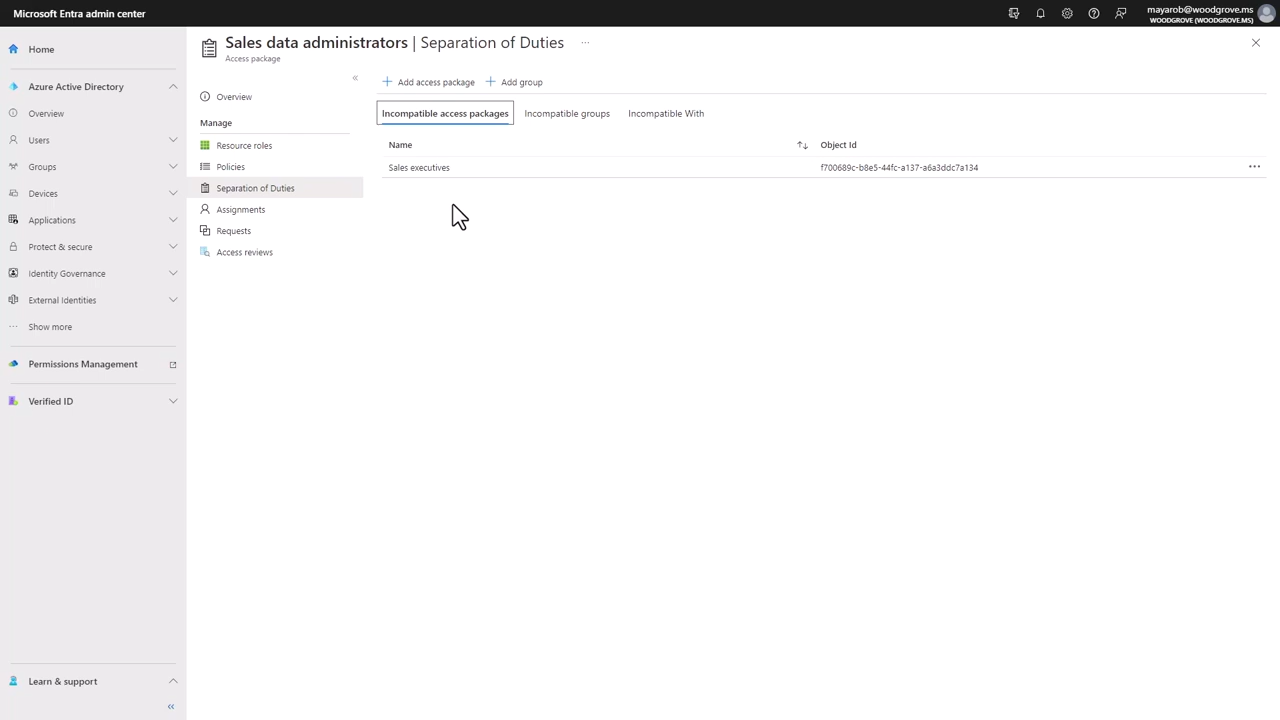 Microsoft Entra admin center
mayarob@woodgrove.ms
WOODGROVE (WOODGROVE.MS)
Home
Azure Active Directory
Overview
Users
Groups
Devices
Applications
Protect & secure
Identity Governance
External Identities
Show more
Permissions Management
Verified ID
Learn & support
Sales data administrators | Separation of Duties
Access package
Overview
Manage
Resource roles
Policies
Separation of Duties
Assignments
Requests
Access reviews
Add access package Add group
Incompatible access packages Incompatible groups Incompatible With
Name Object Id
Sales executives f700689c-b8e5-44fc-a137-a6a3ddc7a134